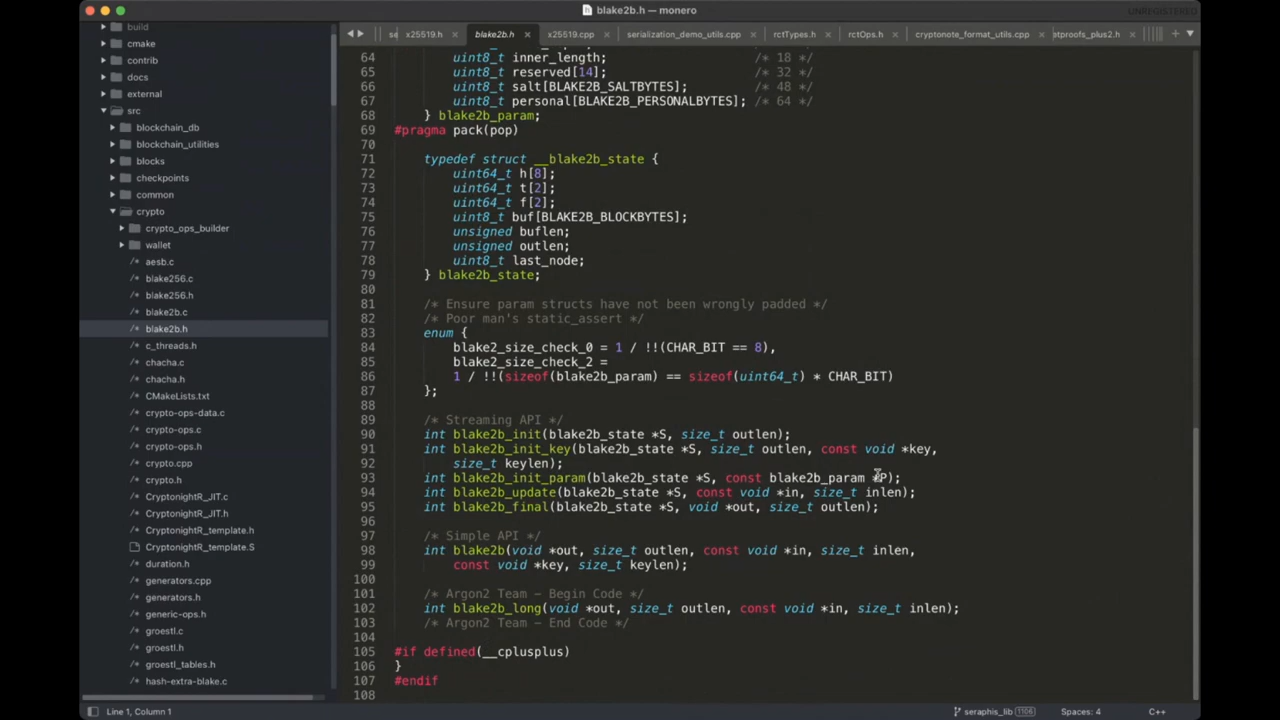 blake2b.h — monero
UNREGISTERED
se x25519.h blake2b.h x25519.cpp serialization_demo_utils.cpp rctTypes.h rctOps.h cryptonote_format_utils.cpp etproofs_plus2.h
build
cmake
contrib
docs
external
src
blockchain_db
blockchain_utilities
blocks
checkpoints
common
crypto
crypto_ops_builder
wallet
aesb.c
blake256.c
blake256.h
blake2b.c
blake2b.h
c_threads.h
chacha.c
chacha.h
CMakeLists.txt
crypto-ops-data.c
crypto-ops.c
crypto-ops.h
crypto.cpp
crypto.h
CryptonightR_JIT.c
CryptonightR_JIT.h
CryptonightR_template.h
CryptonightR_template.S
duration.h
generators.cpp
generators.h
generic-ops.h
groestl.c
groestl.h
groestl_tables.h
hash-extra-blake.c
64 uint8_t inner_length; /* 18 */
65 uint8_t reserved[14]; /* 32 */
66 uint8_t salt[BLAKE2B_SALTBYTES]; /* 48 */
67 uint8_t personal[BLAKE2B_PERSONALBYTES]; /* 64 */
68 } blake2b_param;
69 #pragma pack(pop)
70
71 typedef struct __blake2b_state {
72 uint64_t h[8];
73 uint64_t t[2];
74 uint64_t f[2];
75 uint8_t buf[BLAKE2B_BLOCKBYTES];
76 unsigned buflen;
77 unsigned outlen;
78 uint8_t last_node;
79 } blake2b_state;
80
81 /* Ensure param structs have not been wrongly padded */
82 /* Poor man's static_assert */
83 enum {
84 blake2_size_check_0 = 1 / !!(CHAR_BIT == 8),
85 blake2_size_check_2 =
86 1 / !!(sizeof(blake2b_param) == sizeof(uint64_t) * CHAR_BIT)
87 };
88
89 /* Streaming API */
90 int blake2b_init(blake2b_state *S, size_t outlen);
91 int blake2b_init_key(blake2b_state *S, size_t outlen, const void *key,
92 size_t keylen);
93 int blake2b_init_param(blake2b_state *S, const blake2b_param *P);
94 int blake2b_update(blake2b_state *S, const void *in, size_t inlen);
95 int blake2b_final(blake2b_state *S, void *out, size_t outlen);
96
97 /* Simple API */
98 int blake2b(void *out, size_t outlen, const void *in, size_t inlen,
99 const void *key, size_t keylen);
100
101 /* Argon2 Team – Begin Code */
102 int blake2b_long(void *out, size_t outlen, const void *in, size_t inlen);
103 /* Argon2 Team – End Code */
104
105 #if defined(__cplusplus)
106 }
107 #endif
108
Line 1, Column 1
seraphis_lib 1106 Spaces: 4 C++